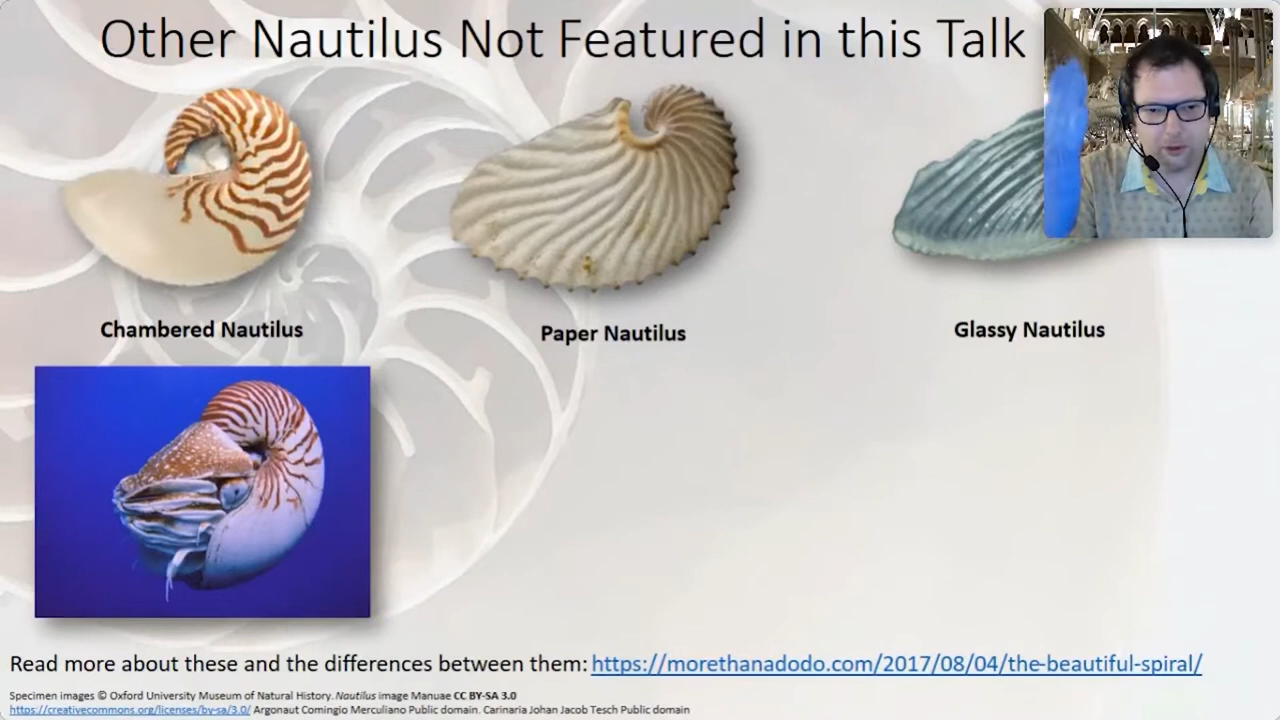 Other Nautilus Not Featured in this Talk
Chambered Nautilus
Paper Nautilus
Glassy Nautilus
Read more about these and the differences between them: https://morethanadodo.com/2017/08/04/the-beautiful-spiral/
Specimen images © Oxford University Museum of Natural History. Nautilus image Manuae CC BY-SA 3.0
https://creativecommons.org/licenses/by-sa/3.0/ Argonaut Comingio Merculiano Public domain. Carinaria Johan Jacob Tesch Public domain